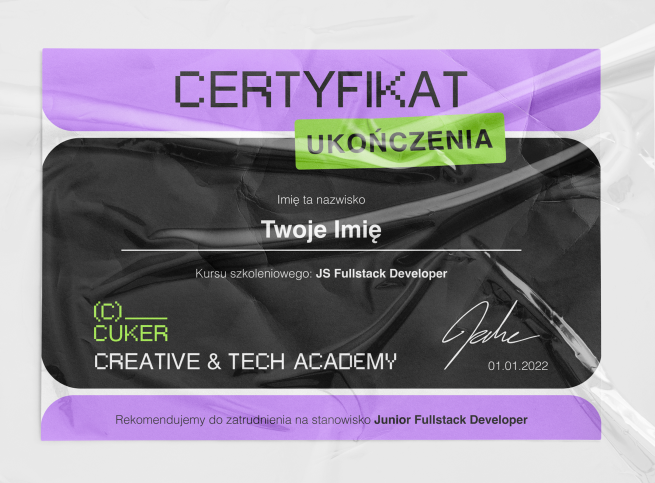 CERTYFIKAT
UKOŃCZENIA
Imię ta nazwisko
Twoje Imię
Kursu szkoleniowego: JS Fullstack Developer
(C)___
CUKER
CREATIVE & TECH ACADEMY
01.01.2022
Rekomendujemy do zatrudnienia na stanowisko Junior Fullstack Developer